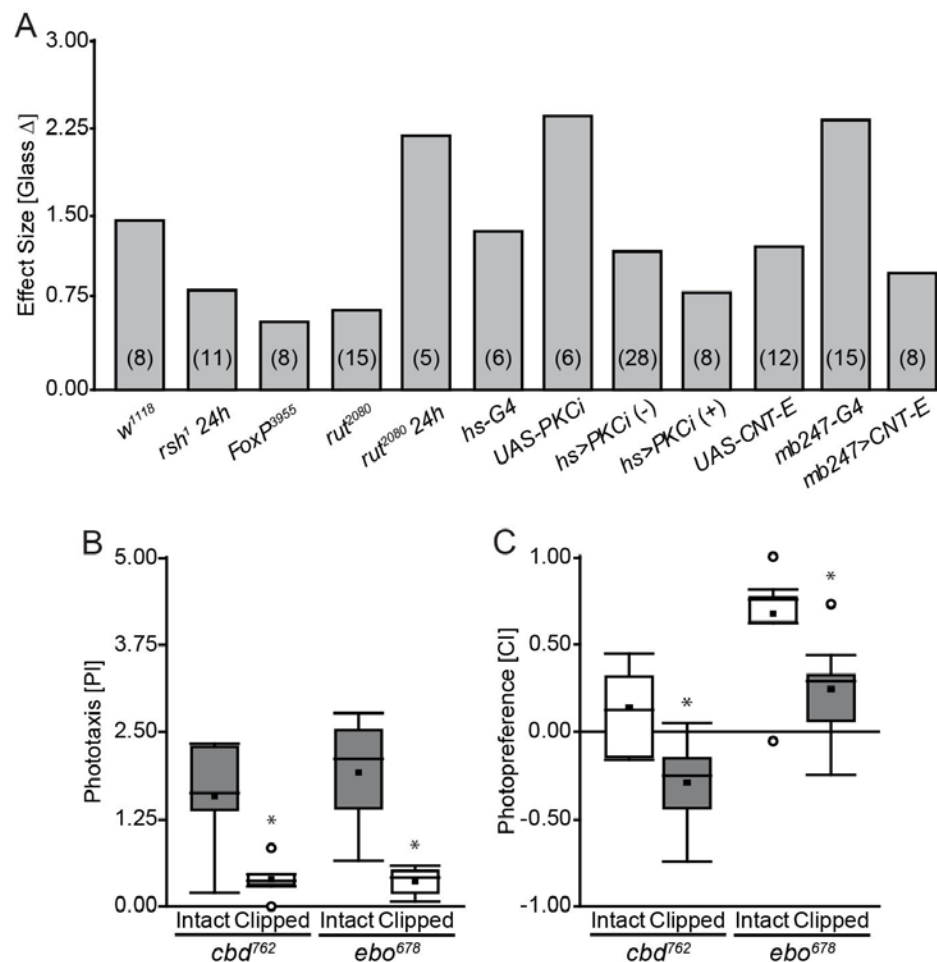 A
3.00
2.25
1.50
0.75
0.00
Effect Size [Glass Δ]
(8) (11) (8) (15) (5) (6) (6) (28) (8) (12) (15) (8)
w1118 rsh1 24h FoxP3955 rut2080 rut2080 24h hs-G4 UAS-PKCi hs>PKCi (-) hs>PKCi (+) UAS-CNT-E mb247-G4 mb247>CNT-E
B
5.00
3.75
2.50
1.25
0.00
Phototaxis [PI]
* *
Intact Clipped Intact Clipped
cbd762 ebo678
C
1.00
0.50
0.00
-0.50
-1.00
Photopreference [CI]
* *
Intact Clipped Intact Clipped
cbd762 ebo678